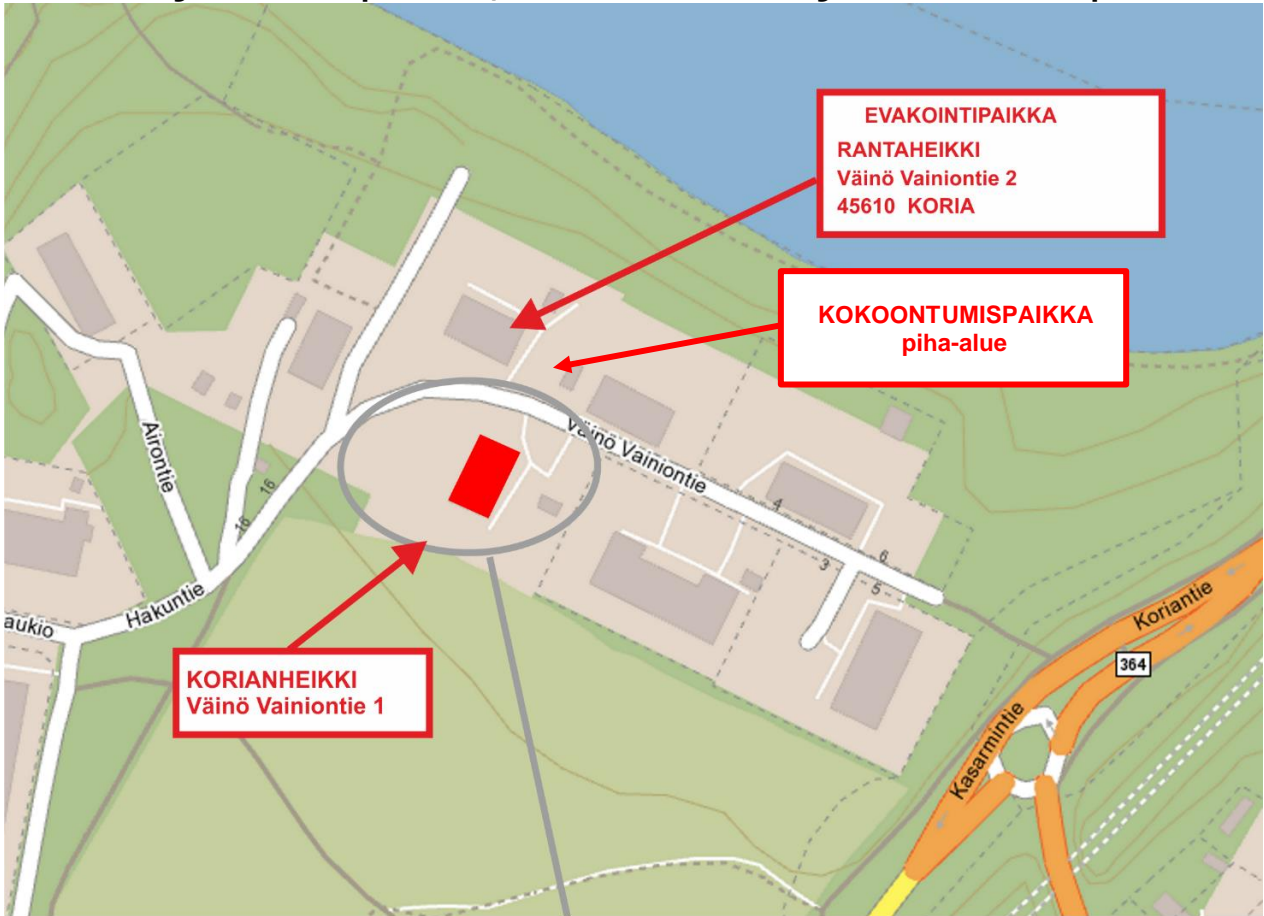 EVAKOINTIPAIKKA
RANTAHEIKKI
Väinö Vainiontie 2
45610 KORIA
KOKOONTUMISPAIKKA
piha-alue
Väinö Vainiontie
Airontie
16
16
4
6
3
5
Hakuntie
aukio
Koriantie
364
KORIANHEIKKI
Väinö Vainiontie 1
Kasarmintie